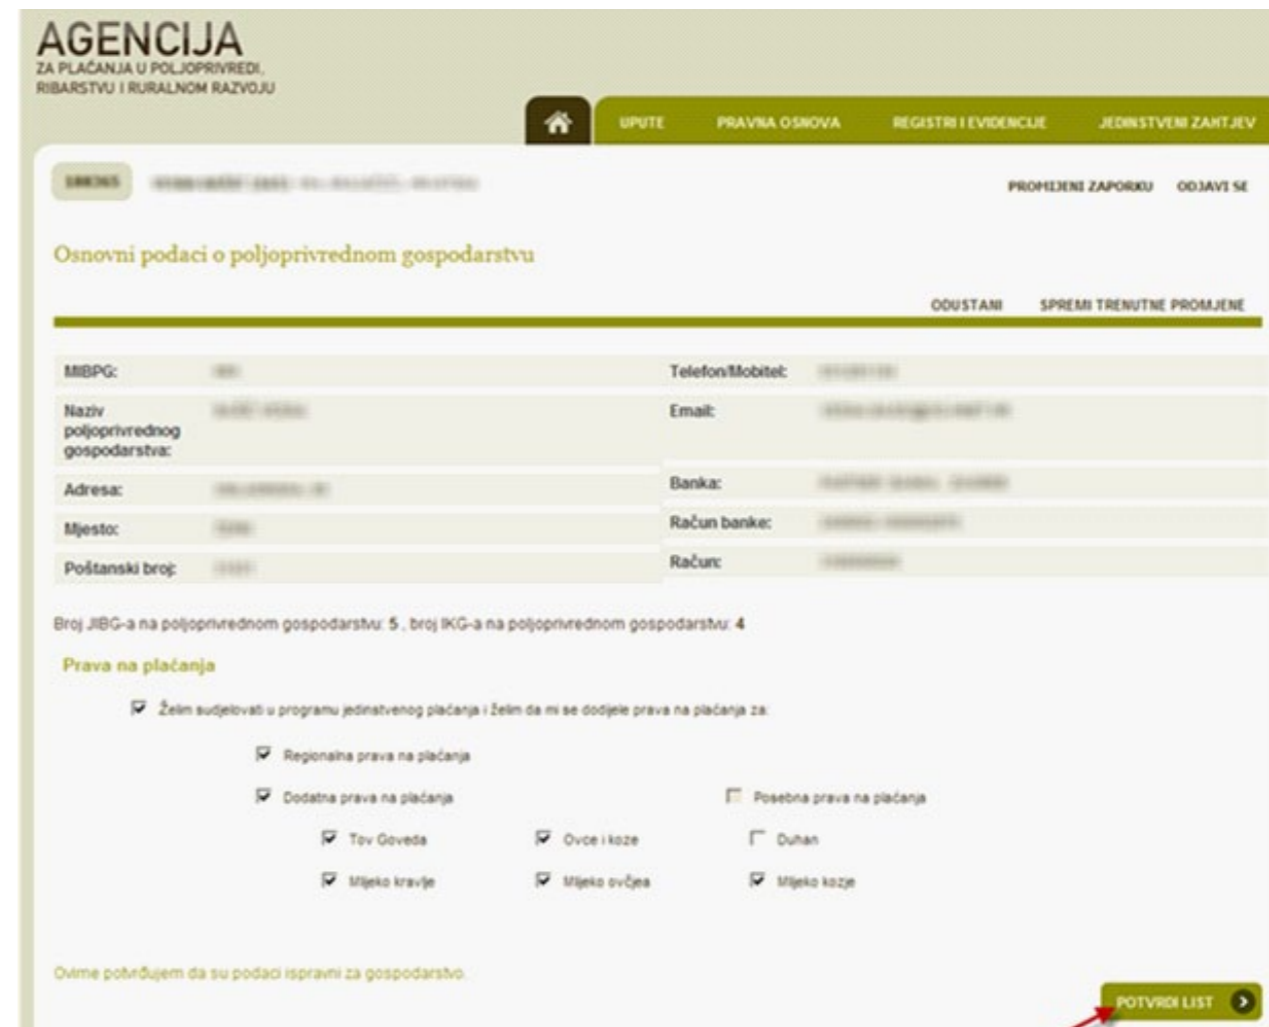 AGENCIJA
ZA PLAĆANJA U POLJOPRIVREDI,
RIBARSTVU I RURALNOM RAZVOJU
UPUTE PRAVNA OSNOVA REGISTRI I EVIDENCIJE JEDINSTVENI ZAHTJEV
PROMIJENI ZAPORKU ODJAVI SE
Osnovni podaci o poljoprivrednom gospodarstvu
ODUSTANI SPREMI TRENUTNE PROMJENE
MIBPG: Telefon/Mobitel:
Naziv poljoprivrednog gospodarstva: Email:
Adresa: Banka:
Mjesto: Račun banke:
Poštanski broj: Račun:
Broj JIBG-a na poljoprivrednom gospodarstvu: 5 , broj IKG-a na poljoprivrednom gospodarstvu: 4
Prava na plaćanja
Želim sudjelovati u programu jedinstvenog plaćanja i želim da mi se dodijele prava na plaćanja za:
Regionalna prava na plaćanja
Dodatna prava na plaćanja Posebna prava na plaćanja
Tov Goveda Ovce i koze Duhan
Mlijeko kravlje Mlijeko ovčjea Mlijeko kozje
Ovime potvrđujem da su podaci ispravni za gospodarstvo.
POTVRDI LIST